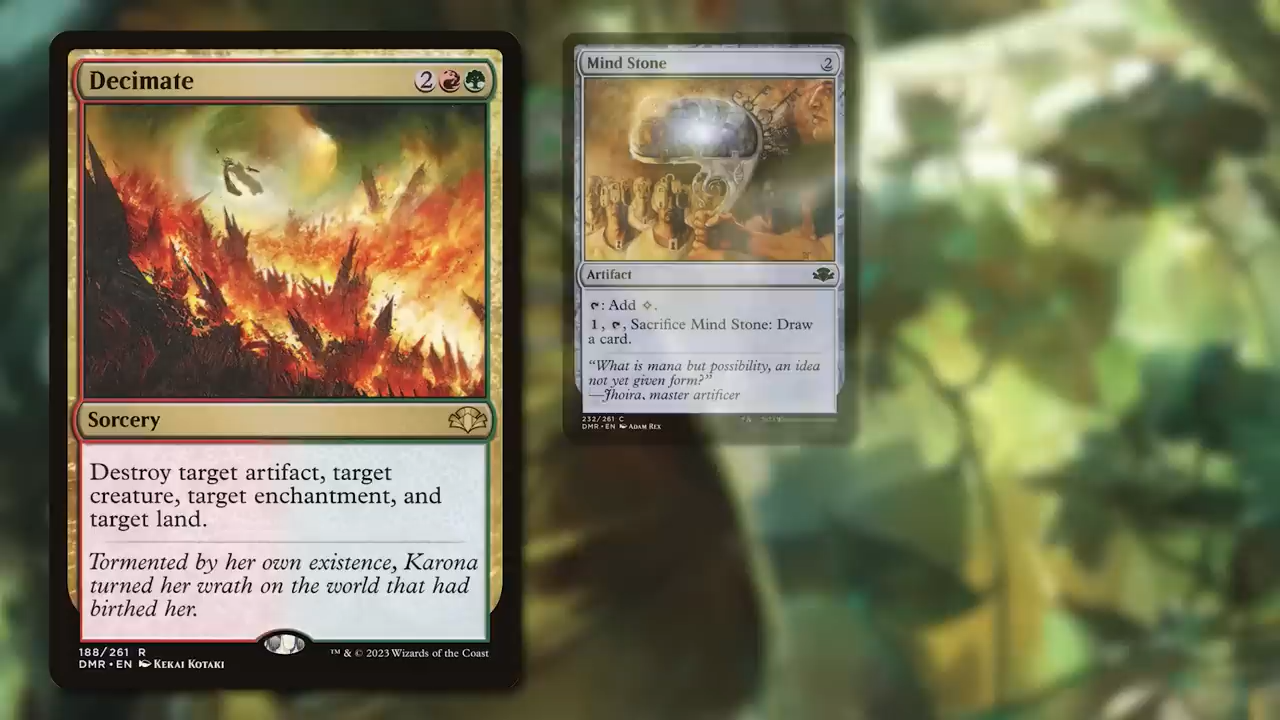 Decimate 2
Sorcery
Destroy target artifact, target
creature, target enchantment, and
target land.
Tormented by her own existence, Karona
turned her wrath on the world that had
birthed her.
188/261 R
DMR • EN KEKAI KOTAKI
™ & © 2023 Wizards of the Coast
Mind Stone 2
Artifact
: Add .
1, , Sacrifice Mind Stone: Draw
a card.
“What is mana but possibility, an idea
not yet given form?”
—Jhoira, master artificer
232/261 C
DMR • EN ADAM REX